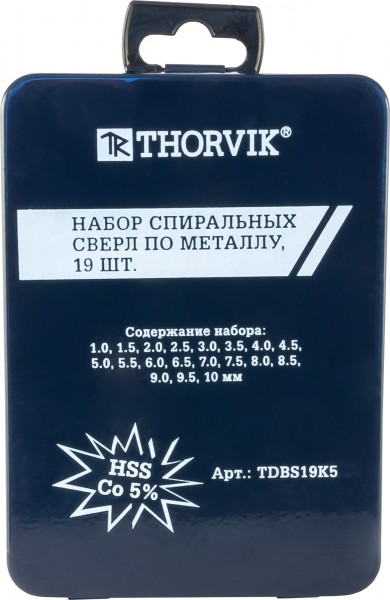 TR THORVIK®
НАБОР СПИРАЛЬНЫХ
СВЕРЛ ПО МЕТАЛЛУ,
19 ШТ.
Содержание набора:
1.0, 1.5, 2.0, 2.5, 3.0, 3.5, 4.0, 4.5,
5.0, 5.5, 6.0, 6.5, 7.0, 7.5, 8.0, 8.5,
9.0, 9.5, 10 мм
HSS
Co 5%
Арт.: TDBS19K5